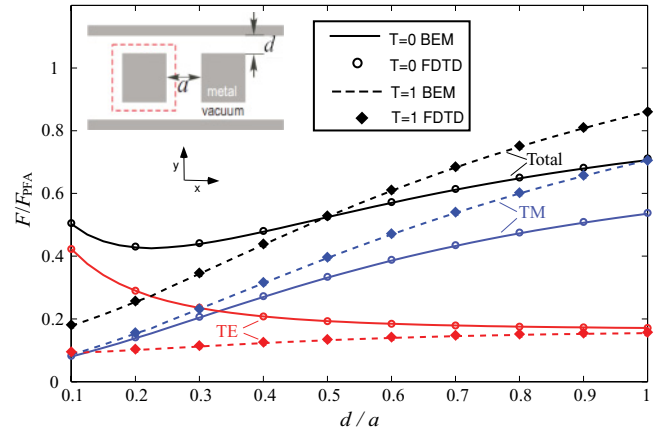 1
0.8
0.6
0.4
0.2
0
F/F_PFA
d
a
metal
vacuum
y
x
T=0 BEM
T=0 FDTD
T=1 BEM
T=1 FDTD
Total
TM
TE
0.1 0.2 0.3 0.4 0.5 0.6 0.7 0.8 0.9 1
d / a